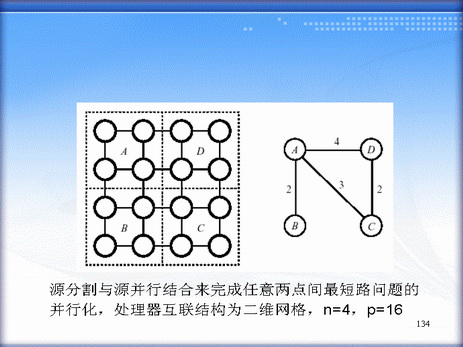 A D
B C
A 4 D
2 3 2
B C
源分割与源并行结合来完成任意两点间最短路问题的
并行化，处理器互联结构为二维网格，n=4，p=16
134